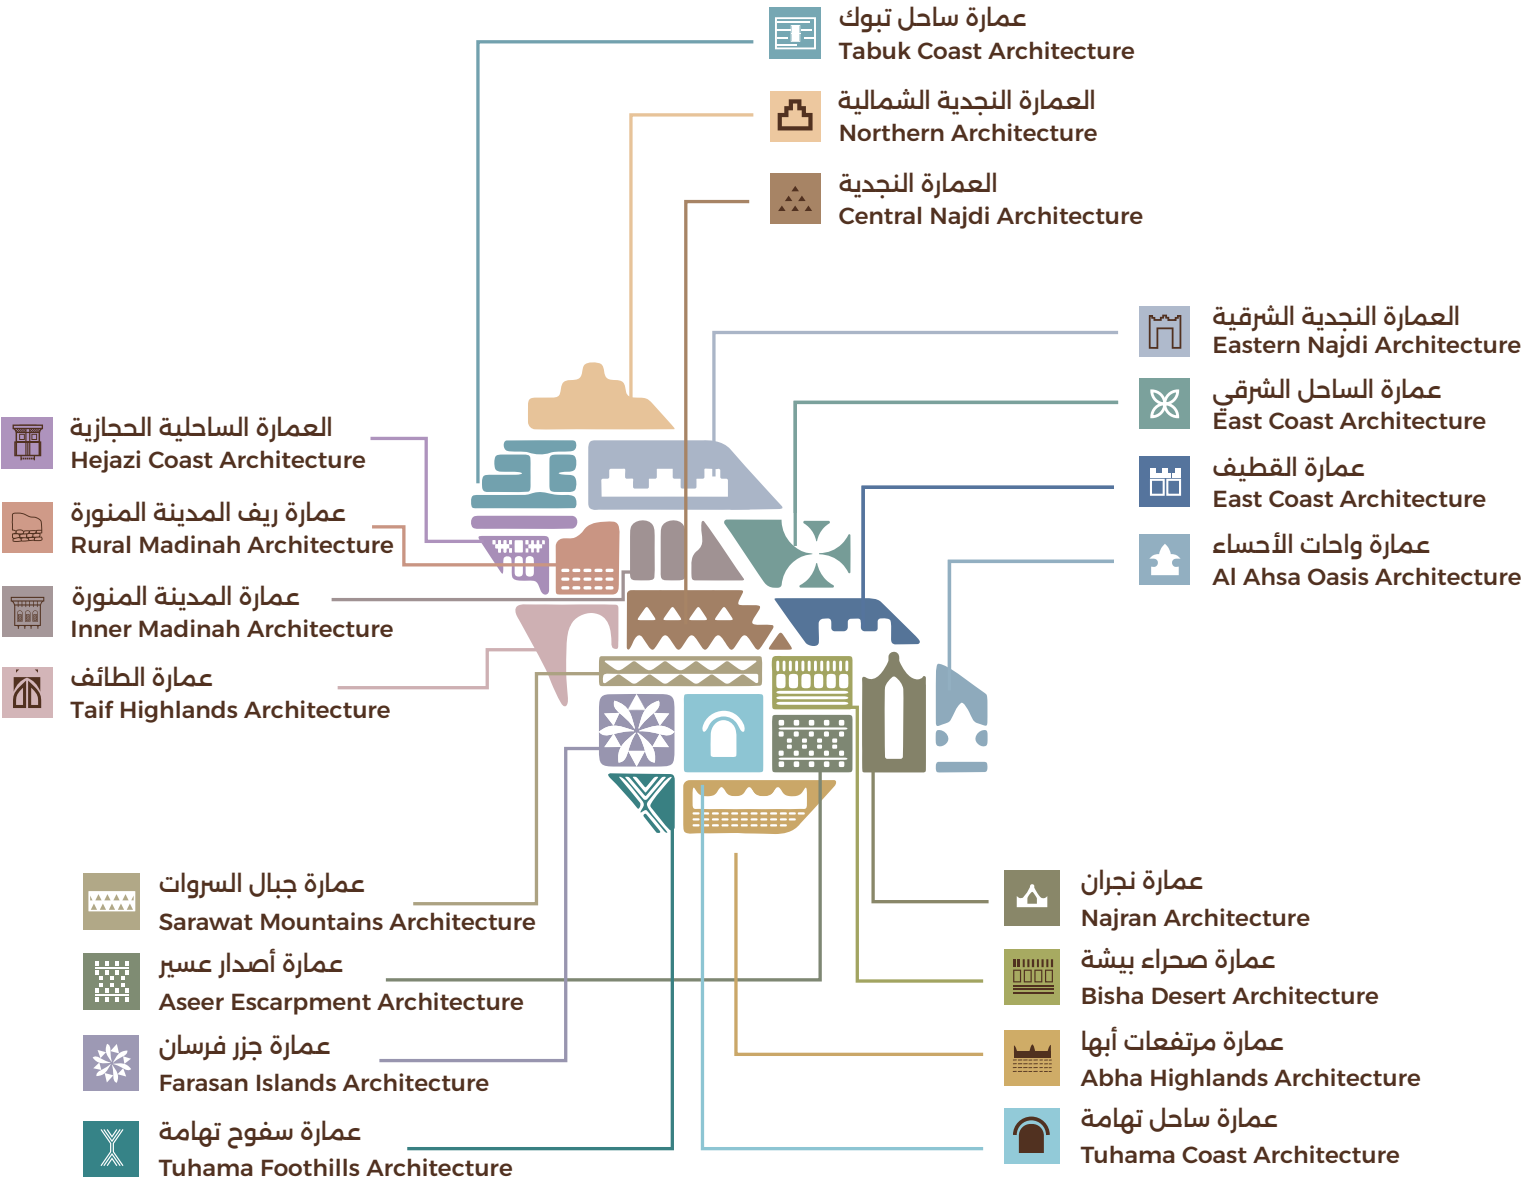 عمارة ساحل تبوك
Tabuk Coast Architecture
العمارة النجدية الشمالية
Northern Architecture
العمارة النجدية
Central Najdi Architecture
العمارة النجدية الشرقية
Eastern Najdi Architecture
عمارة الساحل الشرقي
East Coast Architecture
عمارة القطيف
East Coast Architecture
عمارة واحات الأحساء
Al Ahsa Oasis Architecture
العمارة الساحلية الحجازية
Hejazi Coast Architecture
عمارة ريف المدينة المنورة
Rural Madinah Architecture
عمارة المدينة المنورة
Inner Madinah Architecture
عمارة الطائف
Taif Highlands Architecture
عمارة جبال السروات
Sarawat Mountains Architecture
عمارة أصدار عسير
Aseer Escarpment Architecture
عمارة جزر فرسان
Farasan Islands Architecture
عمارة سفوح تهامة
Tuhama Foothills Architecture
عمارة نجران
Najran Architecture
عمارة صحراء بيشة
Bisha Desert Architecture
عمارة مرتفعات أبها
Abha Highlands Architecture
عمارة ساحل تهامة
Tuhama Coast Architecture